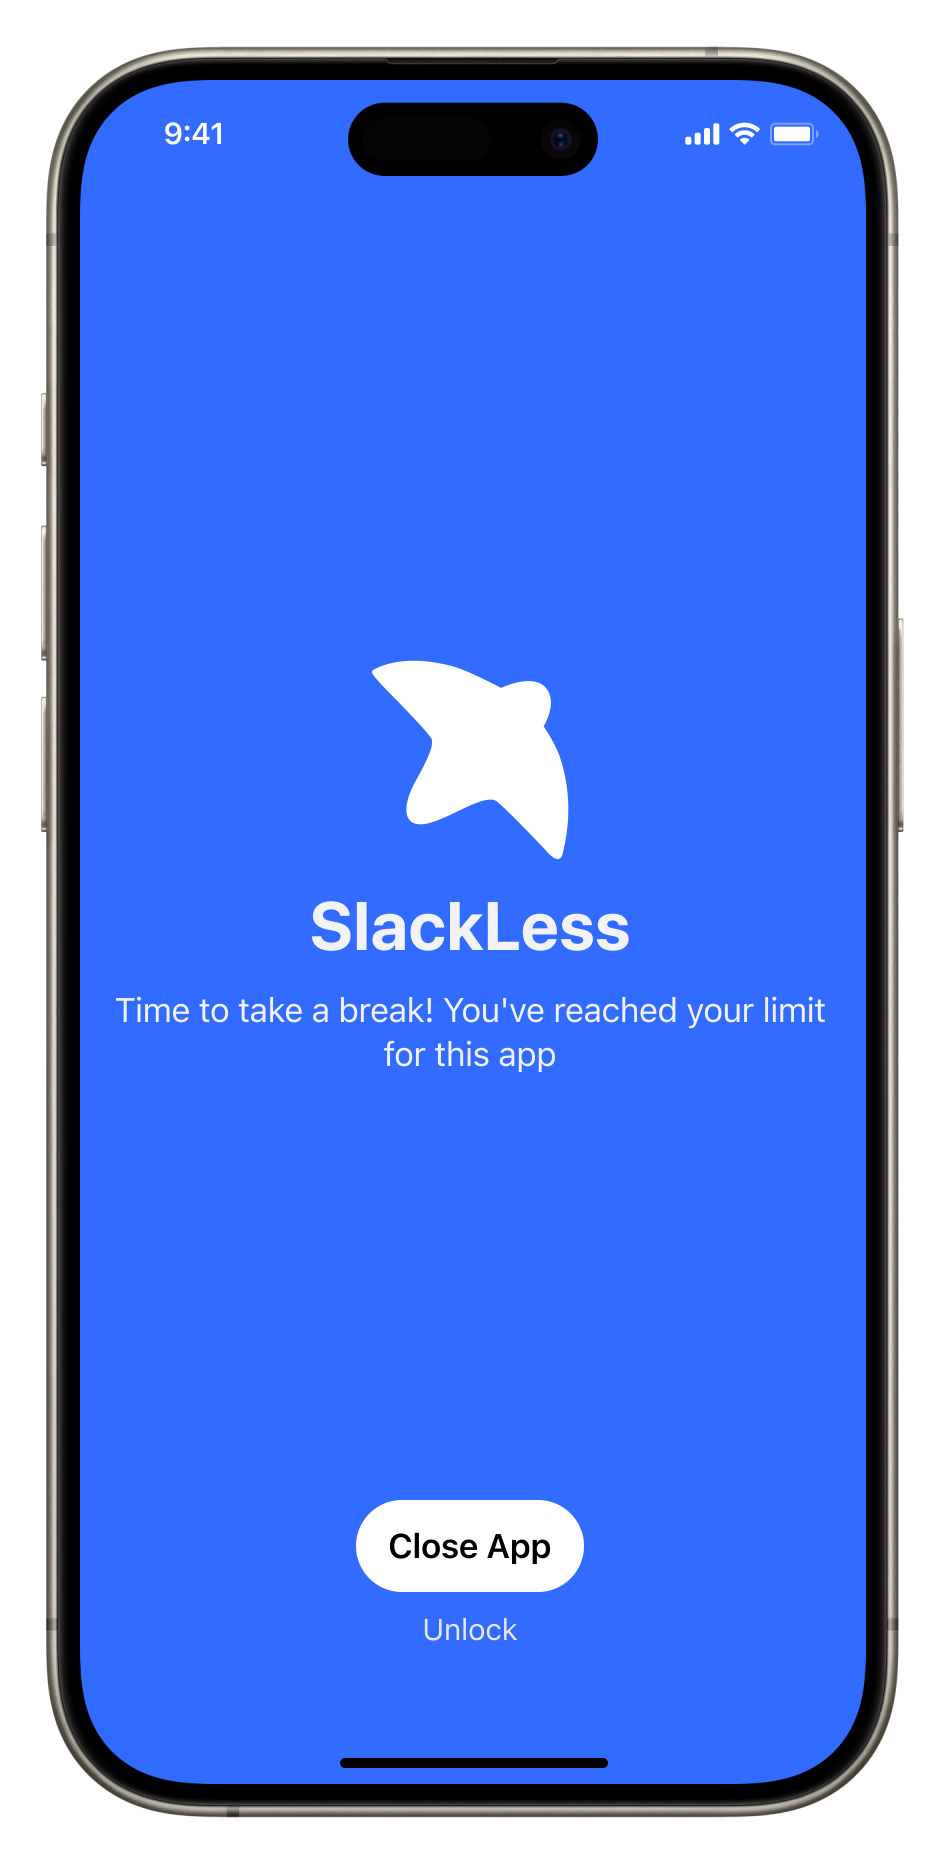 9:41
SlackLess
Time to take a break! You've reached your limit
for this app
Close App
Unlock